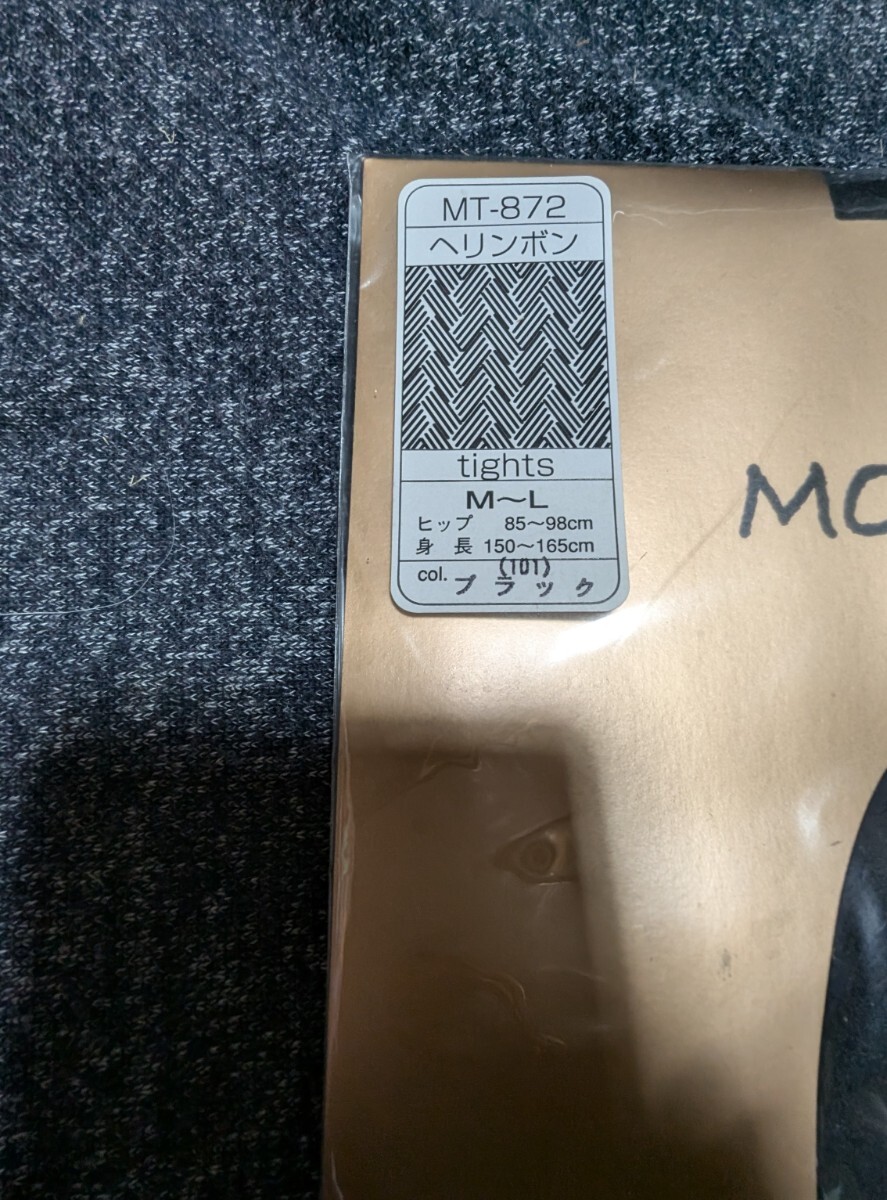 MT-872
ヘリンボン
tights
M〜L
ヒップ 85〜98cm
身 長 150〜165cm
(101)
col. ブラック
MO